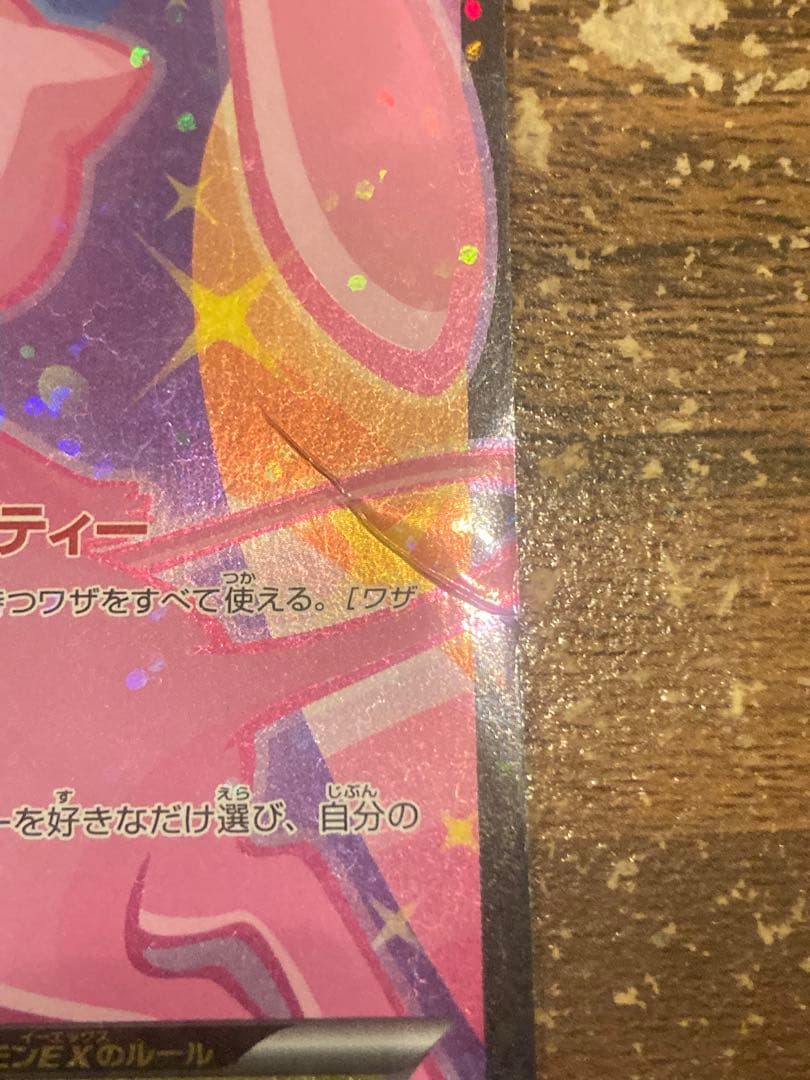 ティー
つか
つワザをすべて使える。[ワザ
す えら じぶん
ーを好きなだけ選び、自分の
イーエックス
モンEXのルール